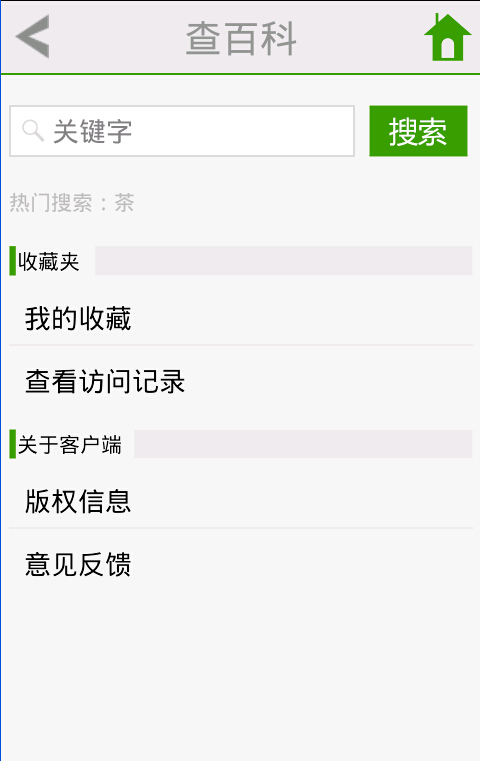 查百科
关键字
搜索
热门搜索：茶
收藏夹
我的收藏
查看访问记录
关于客户端
版权信息
意见反馈